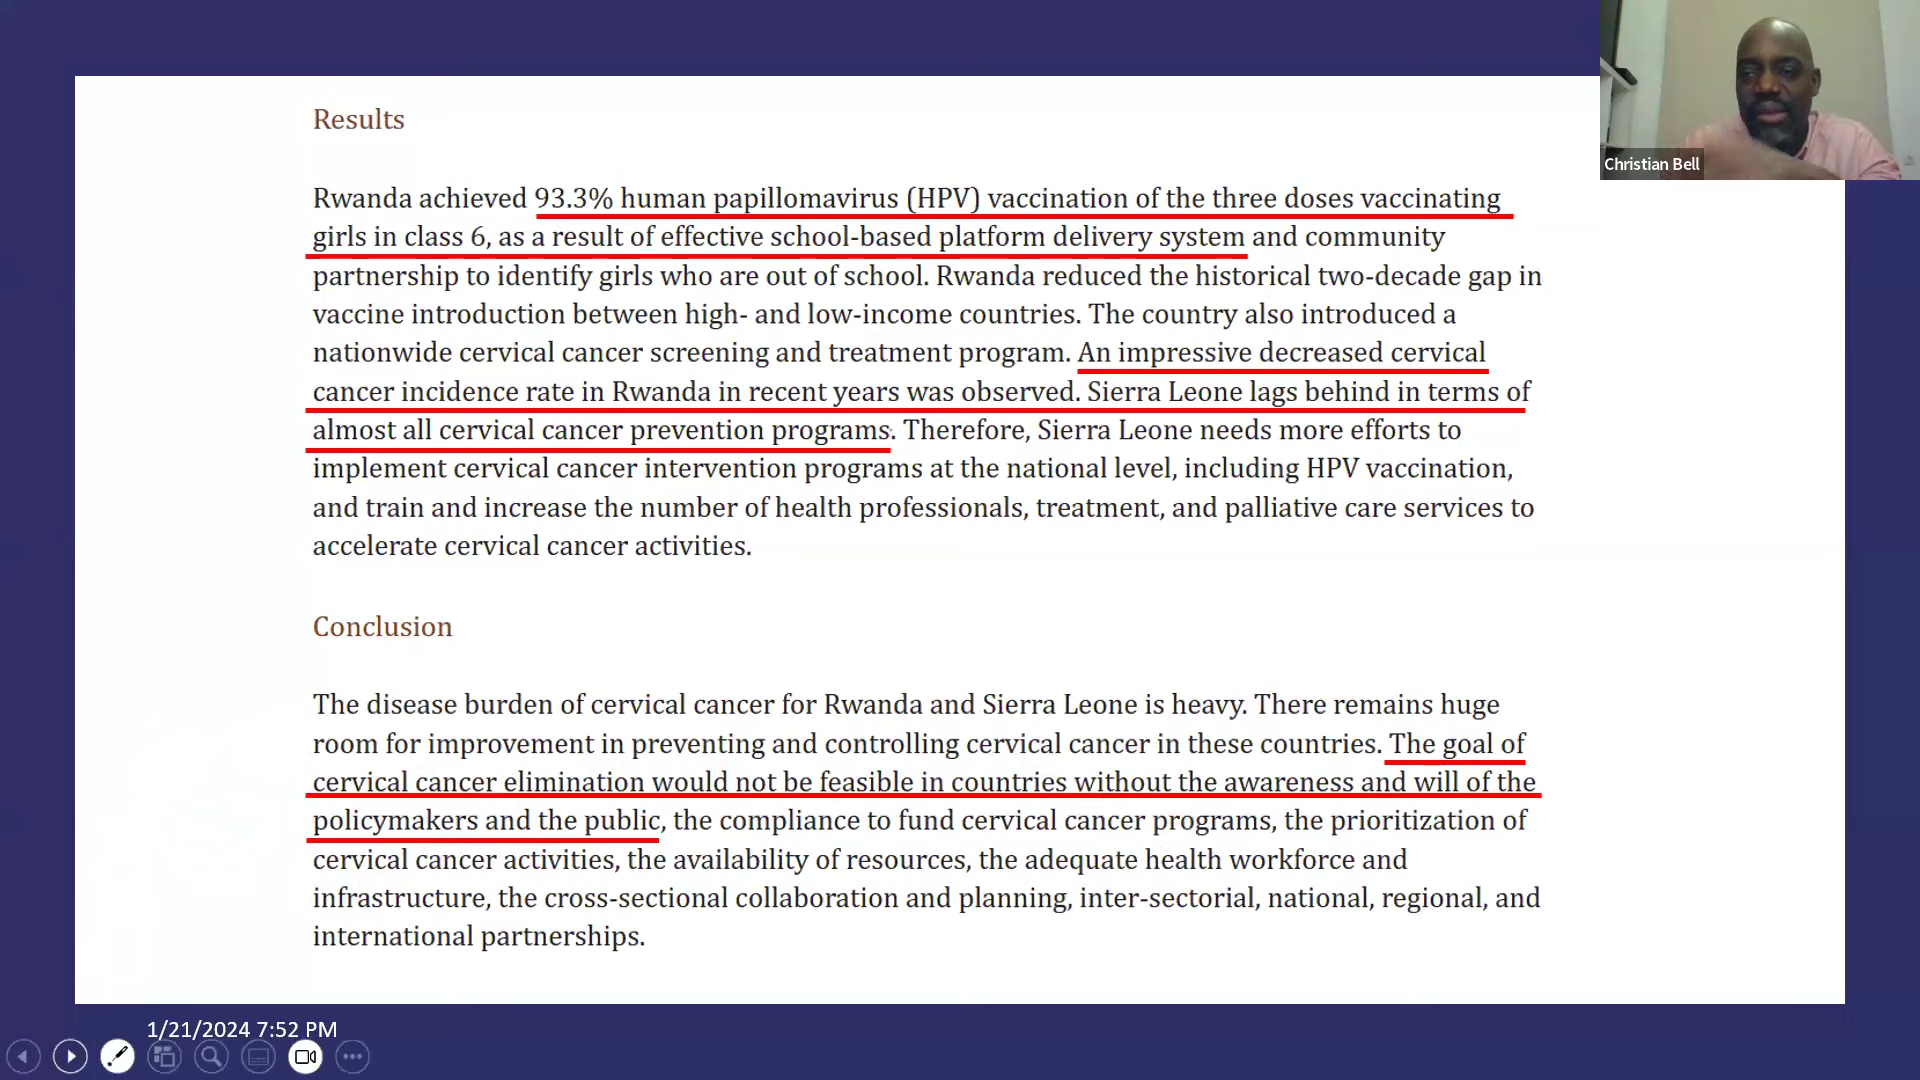 Results
Rwanda achieved 93.3% human papillomavirus (HPV) vaccination of the three doses vaccinating
girls in class 6, as a result of effective school-based platform delivery system and community
partnership to identify girls who are out of school. Rwanda reduced the historical two-decade gap in
vaccine introduction between high- and low-income countries. The country also introduced a
nationwide cervical cancer screening and treatment program. An impressive decreased cervical
cancer incidence rate in Rwanda in recent years was observed. Sierra Leone lags behind in terms of
almost all cervical cancer prevention programs. Therefore, Sierra Leone needs more efforts to
implement cervical cancer intervention programs at the national level, including HPV vaccination,
and train and increase the number of health professionals, treatment, and palliative care services to
accelerate cervical cancer activities.
Conclusion
The disease burden of cervical cancer for Rwanda and Sierra Leone is heavy. There remains huge
room for improvement in preventing and controlling cervical cancer in these countries. The goal of
cervical cancer elimination would not be feasible in countries without the awareness and will of the
policymakers and the public, the compliance to fund cervical cancer programs, the prioritization of
cervical cancer activities, the availability of resources, the adequate health workforce and
infrastructure, the cross-sectional collaboration and planning, inter-sectorial, national, regional, and
international partnerships.
Christian Bell
1/21/2024 7:52 PM